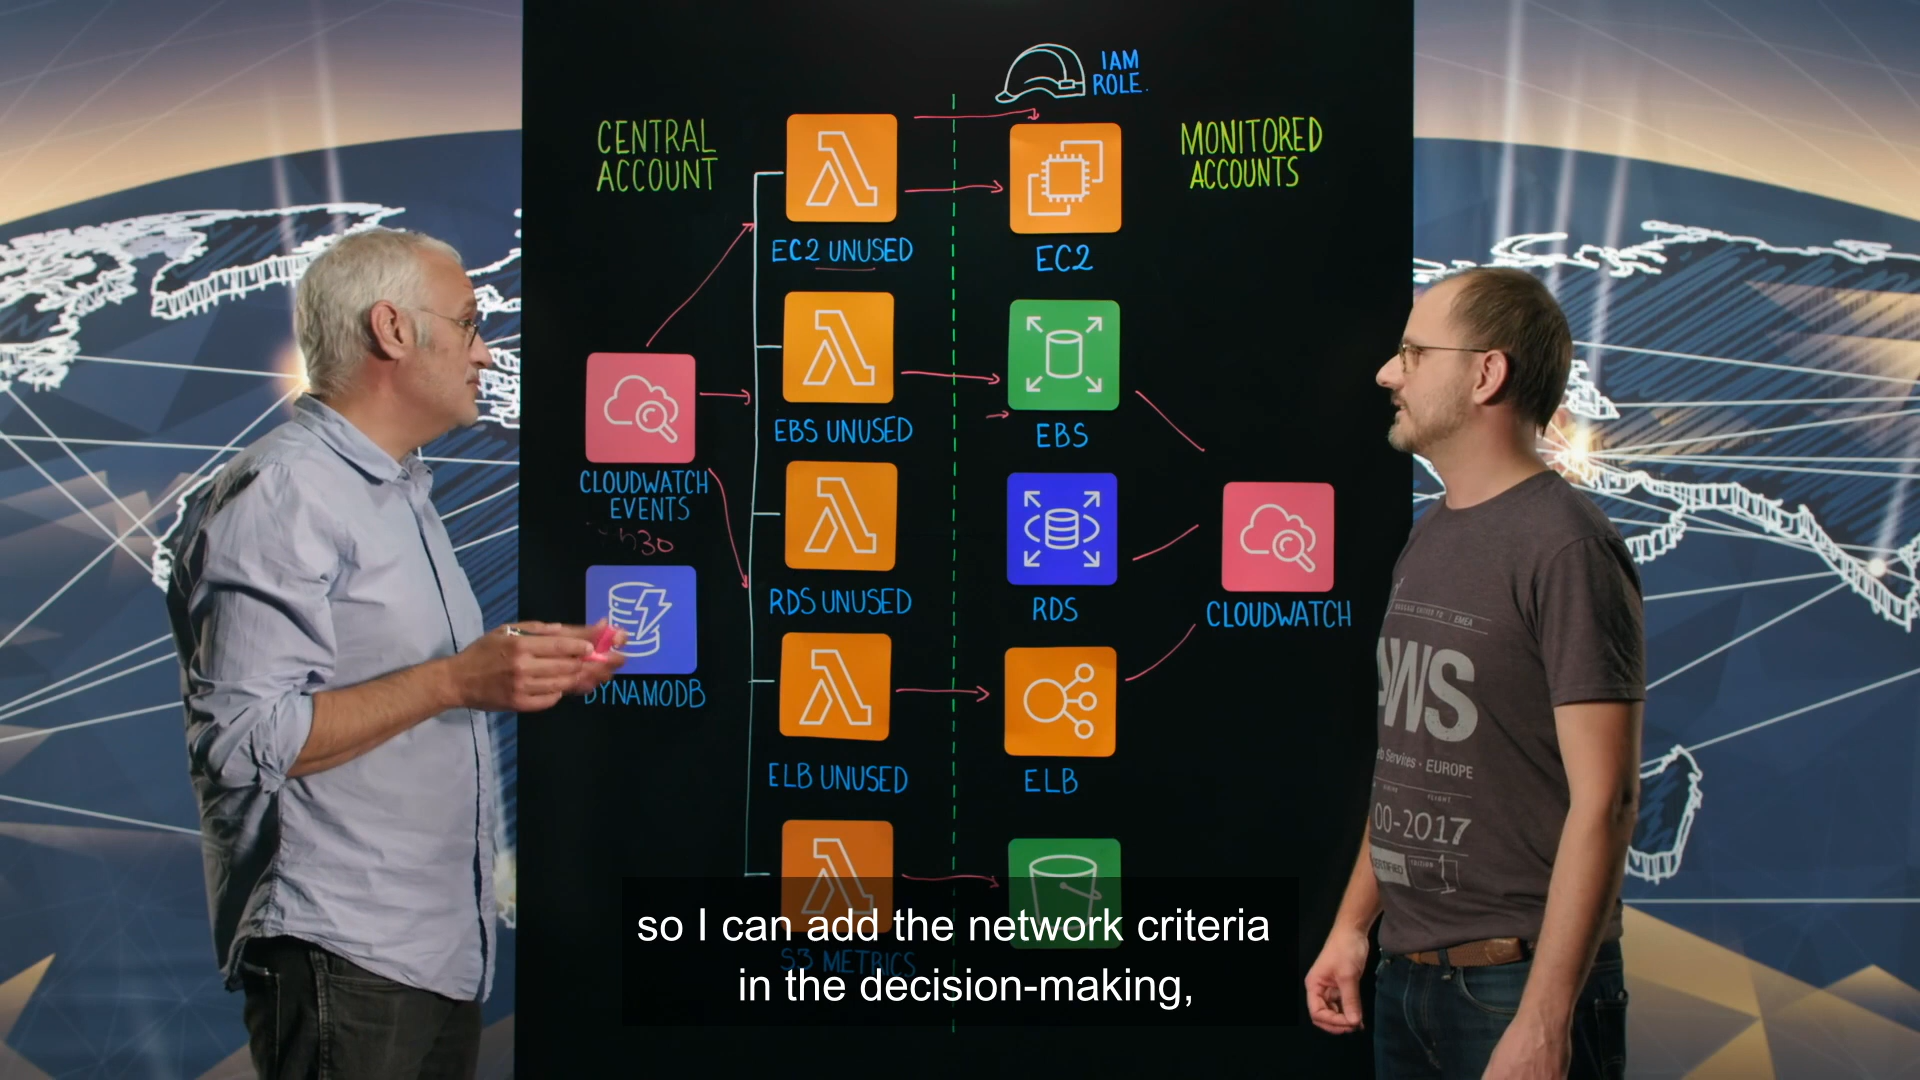 IAM
ROLE.
CENTRAL
ACCOUNT
MONITORED
ACCOUNTS
EC2 UNUSED
EC2
EBS UNUSED
EBS
CLOUDWATCH
EVENTS
h30
RDS UNUSED
RDS
CLOUDWATCH
DYNAMODB
ELB UNUSED
ELB
S3 METRICS
AWS
Services · EUROPE
00-2017
so I can add the network criteria
in the decision-making,